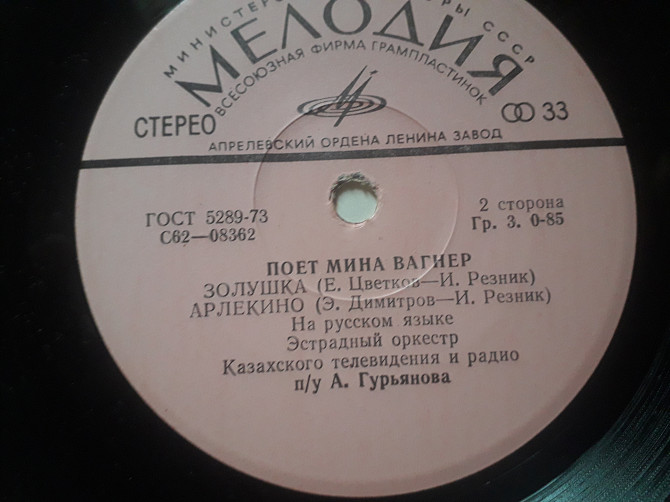 МИНИСТЕР УРЫ СССР
МЕЛОДИЯ
ВСЕСОЮЗНАЯ ФИРМА ГРАМПЛАСТИНОК
СТЕРЕО
33
АПРЕЛЕВСКИЙ ОРДЕНА ЛЕНИНА ЗАВОД
ГОСТ 5289-73
2 сторона
С62—08362
Гр. 3. 0-85
ПОЕТ МИНА ВАГНЕР
ЗОЛУШКА (Е. Цветков—И. Резник)
АРЛЕКИНО (Э. Димитров—И. Резник)
На русском языке
Эстрадный оркестр
Казахского телевидения и радио
п/у А. Гурьянова